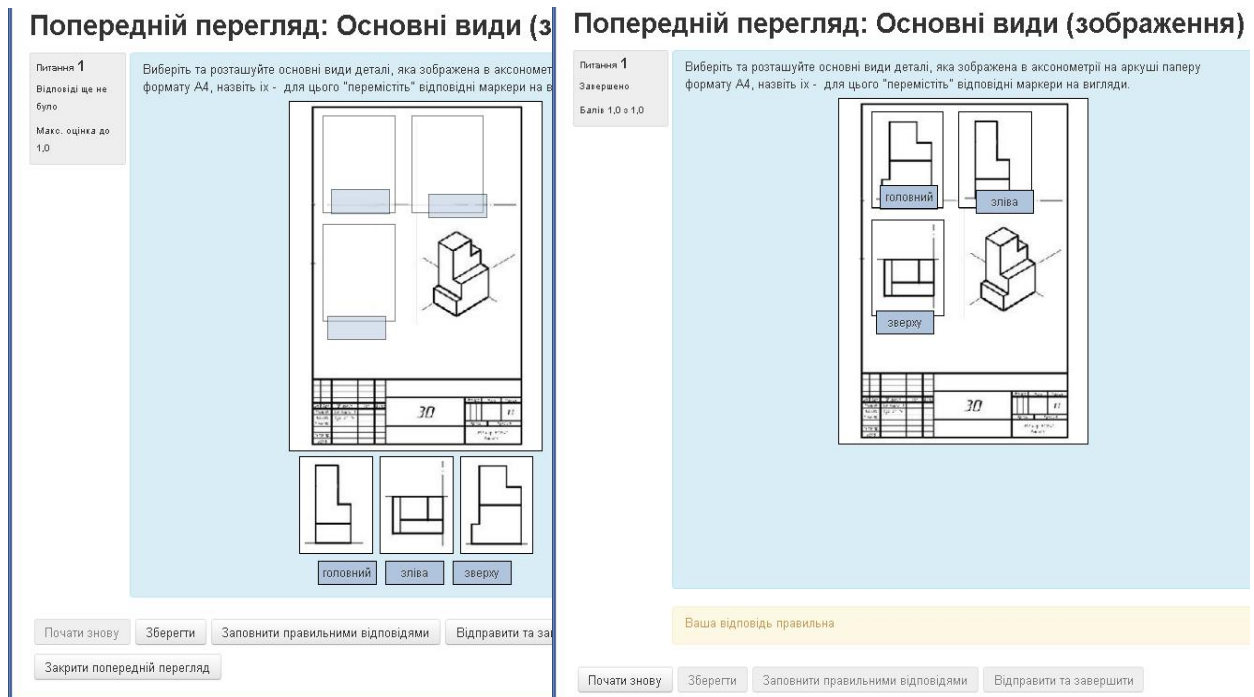 Попередній перегляд: Основні види (з
Питання 1
Відповіді ще не
було
Макс. оцінка до
1,0
Виберіть та розташуйте основні види деталі, яка зображена в аксономет
формату А4, назвіть їх - для цього "перемістіть" відповідні маркери на в
30
головний
зліва
зверху
Почати знову
Зберегти
Заповнити правильними відповідями
Відправити та за
Закрити попередній перегляд
Попередній перегляд: Основні види (зображення)
Питання 1
Завершено
Балів 1,0 з 1,0
Виберіть та розташуйте основні види деталі, яка зображена в аксонометрії на аркуші паперу
формату А4, назвіть їх - для цього "перемістіть" відповідні маркери на вигляди.
головний
зліва
зверху
30
Ваша відповідь правильна
Почати знову
Зберегти
Заповнити правильними відповідями
Відправити та завершити